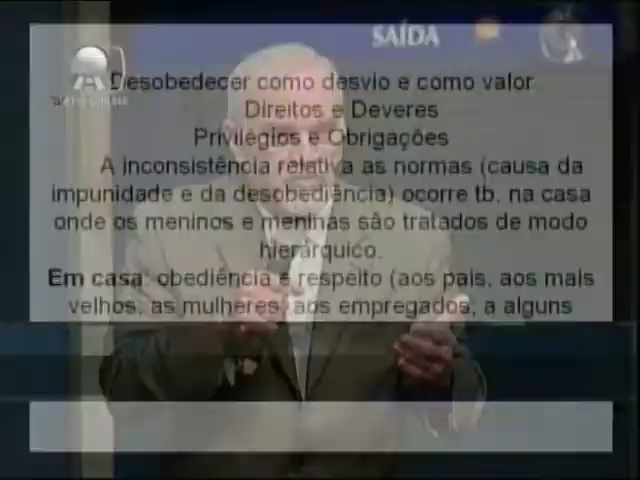 SAÍDA
Desobedecer como desvio e como valor
Direitos e Deveres
Privilégios e Obrigações
A inconsistência relativa as normas (causa da
impunidade e da desobediência) ocorre tb. na casa
onde os meninos e meninas são tratados de modo
hierárquico.
Em casa: obediência e respeito (aos pais, aos mais
velhos, as mulheres, aos empregados, a alguns